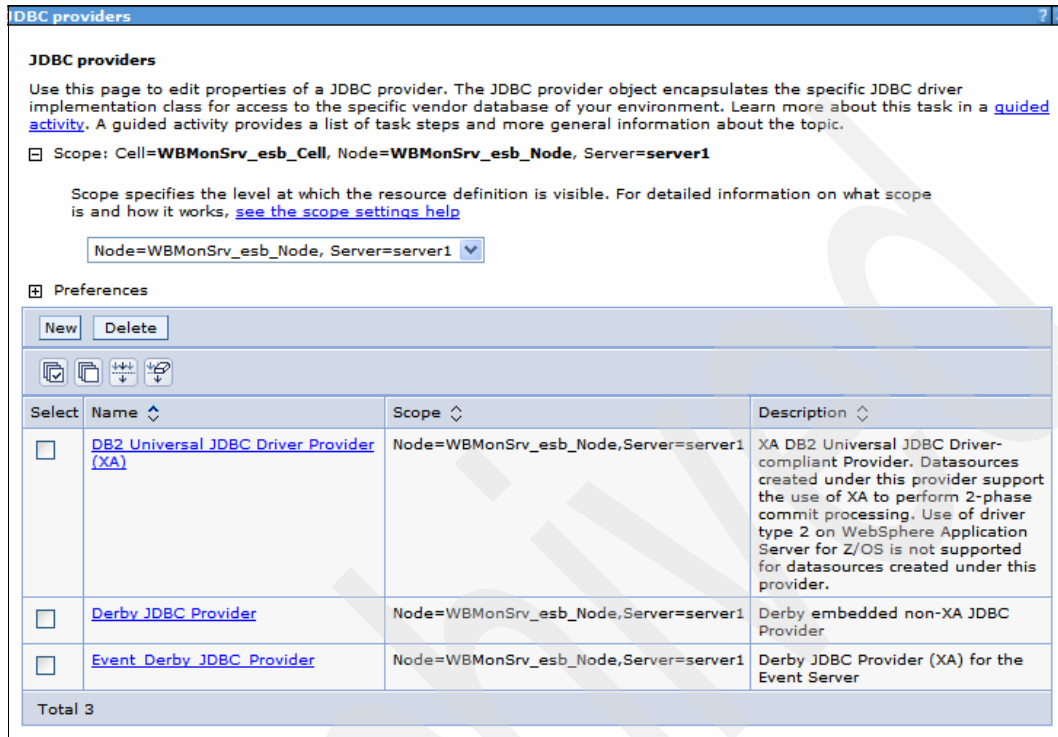 JDBC providers ?
JDBC providers
Use this page to edit properties of a JDBC provider. The JDBC provider object encapsulates the specific JDBC driver
implementation class for access to the specific vendor database of your environment. Learn more about this task in a guided
activity. A guided activity provides a list of task steps and more general information about the topic.
Scope: Cell=WBMonSrv_esb_Cell, Node=WBMonSrv_esb_Node, Server=server1
Scope specifies the level at which the resource definition is visible. For detailed information on what scope
is and how it works, see the scope settings help
Node=WBMonSrv_esb_Node, Server=server1
Preferences
New Delete
Select Name Scope Description
DB2 Universal JDBC Driver Provider
(XA)
Node=WBMonSrv_esb_Node,Server=server1
XA DB2 Universal JDBC Driver-
compliant Provider. Datasources
created under this provider support
the use of XA to perform 2-phase
commit processing. Use of driver
type 2 on WebSphere Application
Server for Z/OS is not supported
for datasources created under this
provider.
Derby JDBC Provider
Node=WBMonSrv_esb_Node,Server=server1
Derby embedded non-XA JDBC
Provider
Event_Derby_JDBC_Provider
Node=WBMonSrv_esb_Node,Server=server1
Derby JDBC Provider (XA) for the
Event Server
Total 3